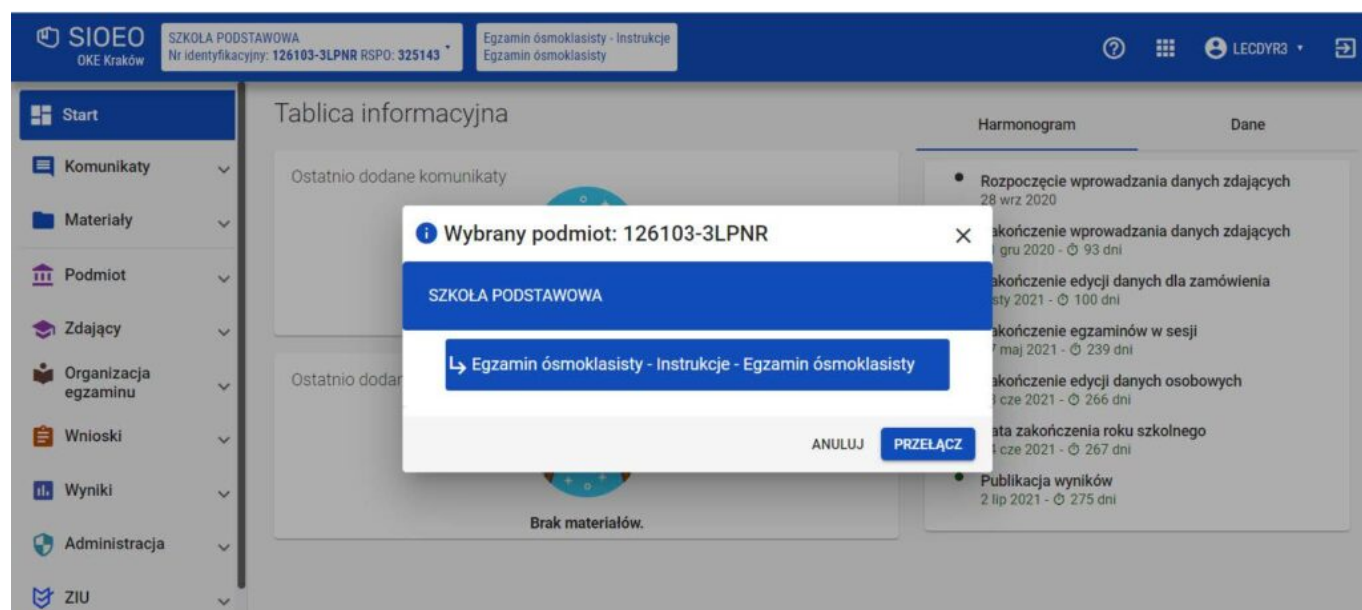 SIOEO
OKE Kraków
SZKOŁA PODSTAWOWA
Nr identyfikacyjny: 126103-3LPNR RSPO: 325143
Egzamin ósmoklasisty - Instrukcje
Egzamin ósmoklasisty
LECDYR3
Start
Komunikaty
Materiały
Podmiot
Zdający
Organizacja
egzaminu
Wnioski
Wyniki
Administracja
ZIU
Tablica informacyjna
Ostatnio dodane komunikaty
Ostatnio dodan
Brak materiałów.
Wybrany podmiot: 126103-3LPNR
SZKOŁA PODSTAWOWA
Egzamin ósmoklasisty - Instrukcje - Egzamin ósmoklasisty
ANULUJ
PRZEŁĄCZ
Harmonogram
Dane
Rozpoczęcie wprowadzania danych zdających
28 wrz 2020
akończenie wprowadzania danych zdających
gru 2020 - 93 dni
akończenie edycji danych dla zamówienia
sty 2021 - 100 dni
akończenie egzaminów w sesji
maj 2021 - 239 dni
akończenie edycji danych osobowych
cze 2021 - 266 dni
ata zakończenia roku szkolnego
cze 2021 - 267 dni
Publikacja wyników
2 lip 2021 - 275 dni